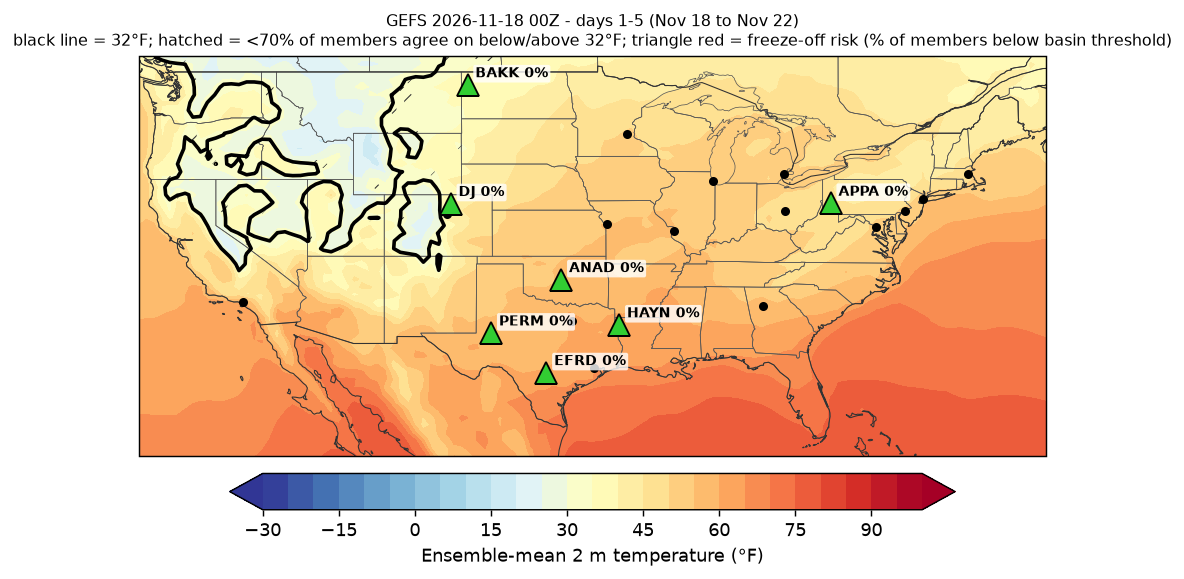 GEFS 2026-11-18 00Z - days 1-5 (Nov 18 to Nov 22)
black line = 32°F; hatched = <70% of members agree on below/above 32°F; triangle red = freeze-off risk (% of members below basin threshold)
BAKK 0%
DJ 0%
APPA 0%
ANAD 0%
HAYN 0%
PERM 0%
EFRD 0%
−30 −15 0 15 30 45 60 75 90
Ensemble-mean 2 m temperature (°F)